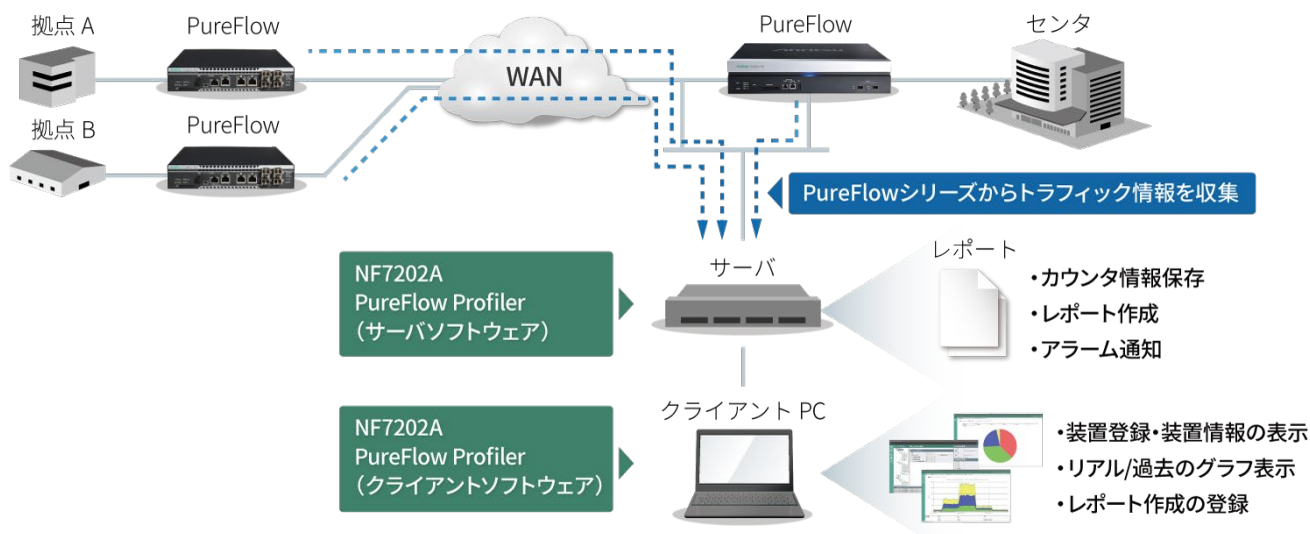 拠点 A
PureFlow
PureFlow
センタ
WAN
拠点 B
PureFlow
PureFlowシリーズからトラフィック情報を収集
NF7202A
PureFlow Profiler
（サーバソフトウェア）
サーバ
レポート
・カウンタ情報保存
・レポート作成
・アラーム通知
NF7202A
PureFlow Profiler
（クライアントソフトウェア）
クライアント PC
・装置登録・装置情報の表示
・リアル/過去のグラフ表示
・レポート作成の登録